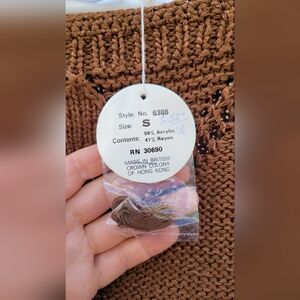 Style: No. 6388
Size: S
59% Acrylic
Contents: 41% Rayon
RN 30690
MADE IN BRITISH
CROWN COLONY
OF HONG KONG